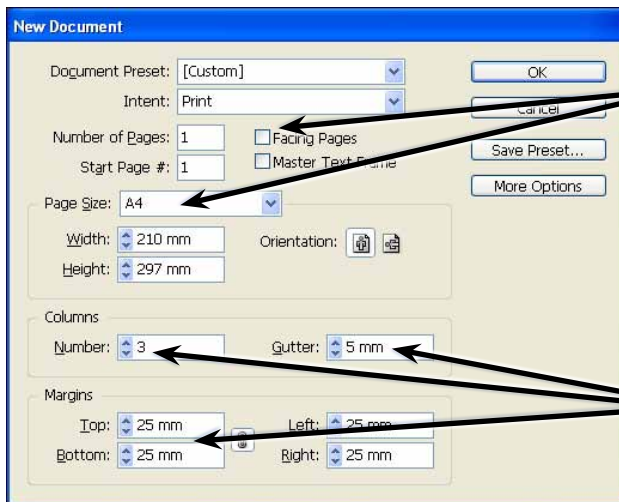 New Document
Document Preset: [Custom]
OK
Intent: Print
Cancel
Number of Pages: 1
Facing Pages
Save Preset...
Start Page #: 1
Master Text Frame
More Options
Page Size: A4
Width: 210 mm
Orientation:
Height: 297 mm
Columns
Number: 3
Gutter: 5 mm
Margins
Top: 25 mm
Left: 25 mm
Bottom: 25 mm
Right: 25 mm